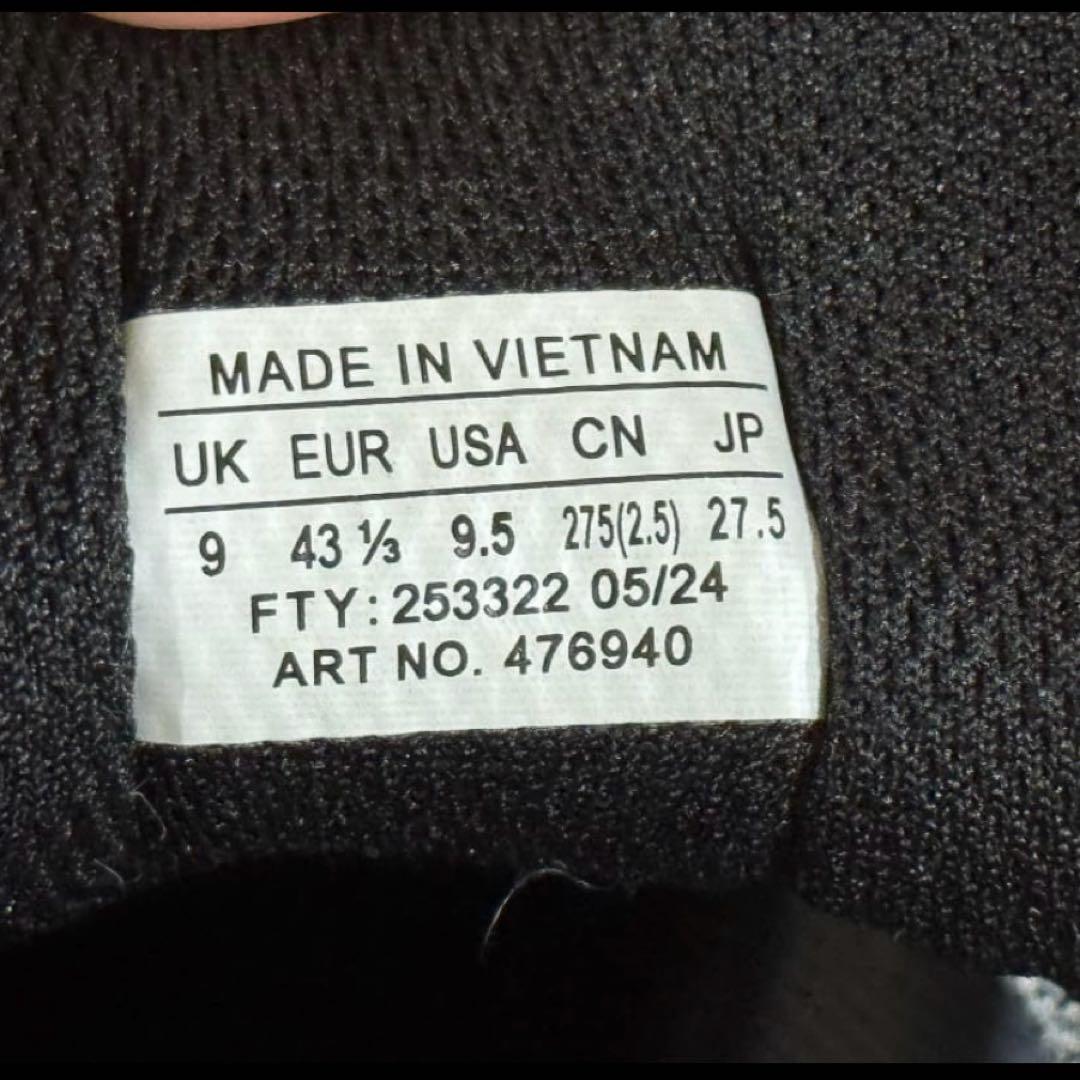 MADE IN VIETNAM
UK EUR USA CN JP
9 43 ⅓ 9.5 275(2.5) 27.5
FTY: 253322 05/24
ART NO. 476940